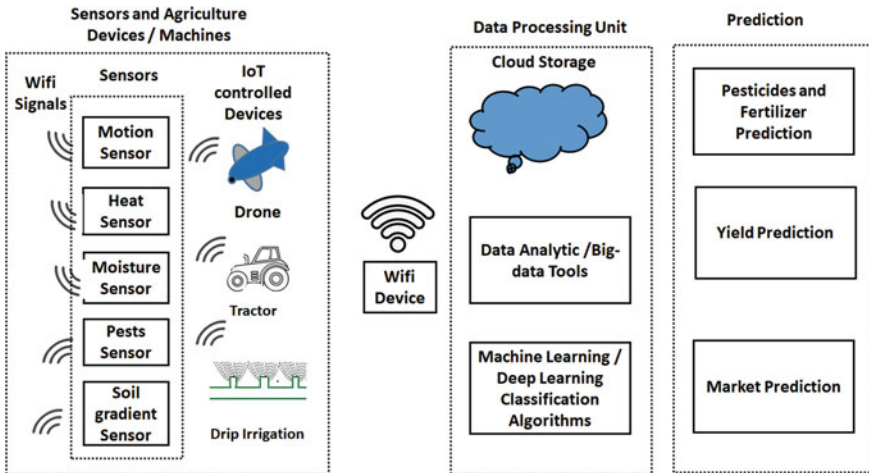 Sensors and Agriculture
Devices / Machines
Wifi
Signals
Sensors
Motion
Sensor
Heat
Sensor
Moisture
Sensor
Pests
Sensor
Soil
gradient
Sensor
IoT
controlled
Devices
Drone
Tractor
Drip Irrigation
Wifi
Device
Data Processing Unit
Cloud Storage
Data Analytic /Big-
data Tools
Machine Learning /
Deep Learning
Classification
Algorithms
Prediction
Pesticides and
Fertilizer
Prediction
Yield Prediction
Market Prediction